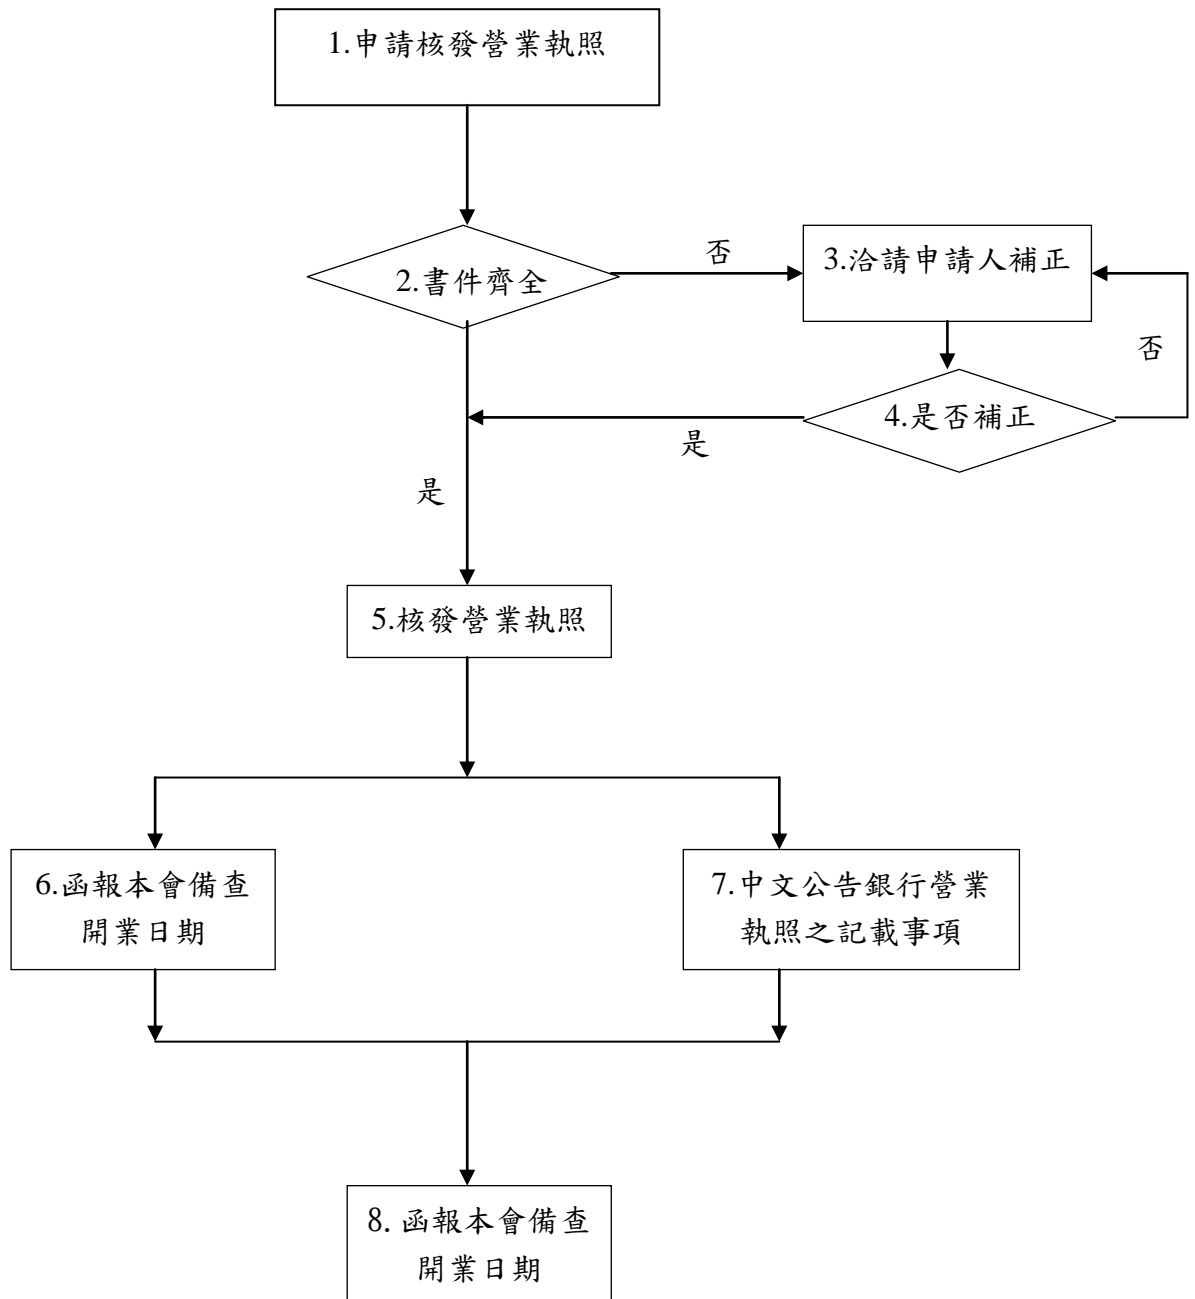 1.申請核發營業執照
2.書件齊全
否
3.洽請申請人補正
否
4.是否補正
是
是
5.核發營業執照
6.函報本會備查
開業日期
7.中文公告銀行營業
執照之記載事項
8. 函報本會備查
開業日期